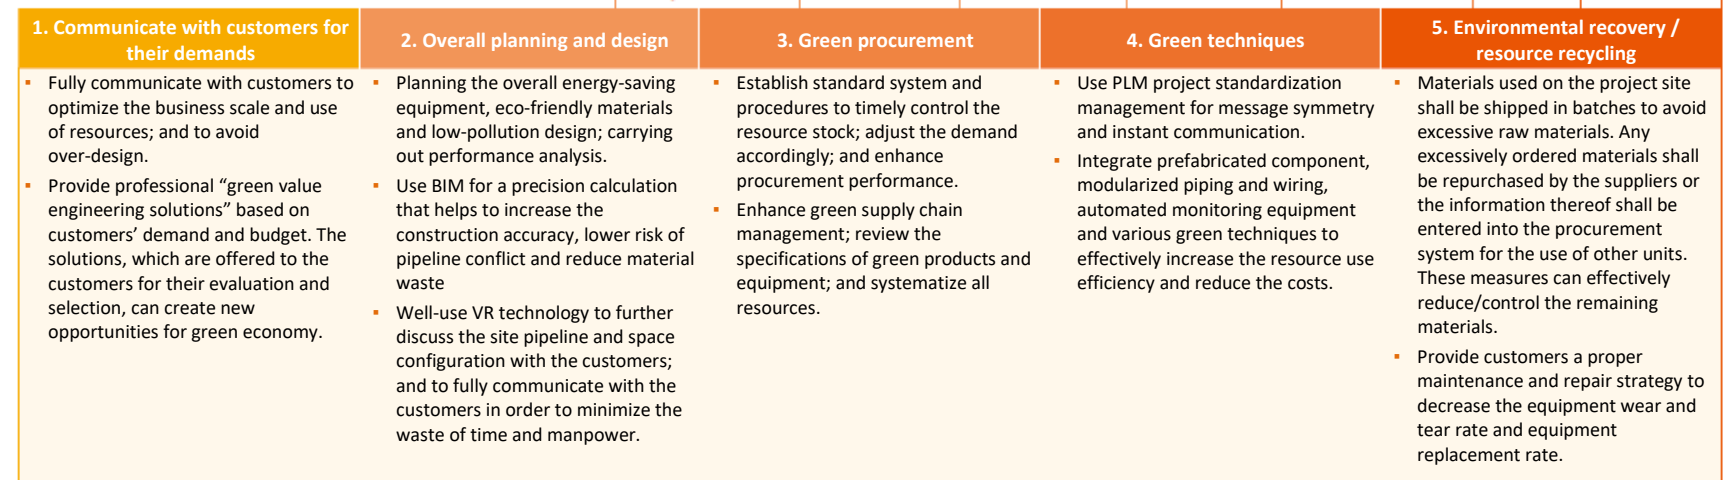 1. Communicate with customers for
their demands
▪ Fully communicate with customers to
optimize the business scale and use
of resources; and to avoid
over-design.
▪ Provide professional “green value
engineering solutions” based on
customers’ demand and budget. The
solutions, which are offered to the
customers for their evaluation and
selection, can create new
opportunities for green economy.
2. Overall planning and design
▪ Planning the overall energy-saving
equipment, eco-friendly materials
and low-pollution design; carrying
out performance analysis.
▪ Use BIM for a precision calculation
that helps to increase the
construction accuracy, lower risk of
pipeline conflict and reduce material
waste
▪ Well-use VR technology to further
discuss the site pipeline and space
configuration with the customers;
and to fully communicate with the
customers in order to minimize the
waste of time and manpower.
3. Green procurement
▪ Establish standard system and
procedures to timely control the
resource stock; adjust the demand
accordingly; and enhance
procurement performance.
▪ Enhance green supply chain
management; review the
specifications of green products and
equipment; and systematize all
resources.
4. Green techniques
▪ Use PLM project standardization
management for message symmetry
and instant communication.
▪ Integrate prefabricated component,
modularized piping and wiring,
automated monitoring equipment
and various green techniques to
effectively increase the resource use
efficiency and reduce the costs.
5. Environmental recovery /
resource recycling
▪ Materials used on the project site
shall be shipped in batches to avoid
excessive raw materials. Any
excessively ordered materials shall
be repurchased by the suppliers or
the information thereof shall be
entered into the procurement
system for the use of other units.
These measures can effectively
reduce/control the remaining
materials.
▪ Provide customers a proper
maintenance and repair strategy to
decrease the equipment wear and
tear rate and equipment
replacement rate.